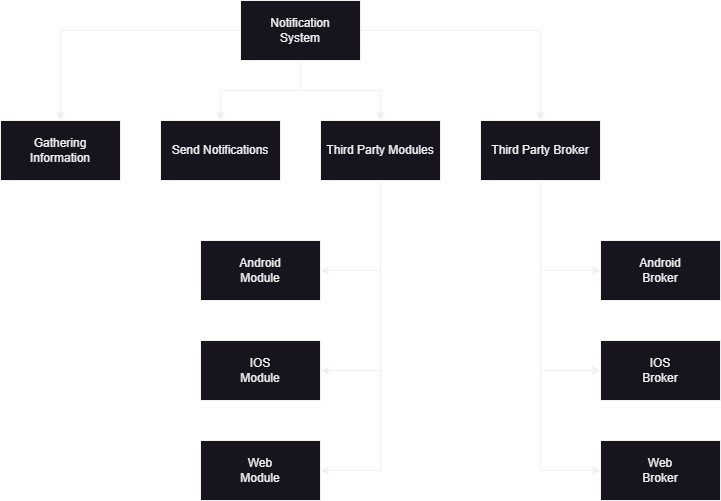 Notification
System
Gathering
Information
Send Notifications
Third Party Modules
Third Party Broker
Android
Module
Android
Broker
IOS
Module
IOS
Broker
Web
Module
Web
Broker